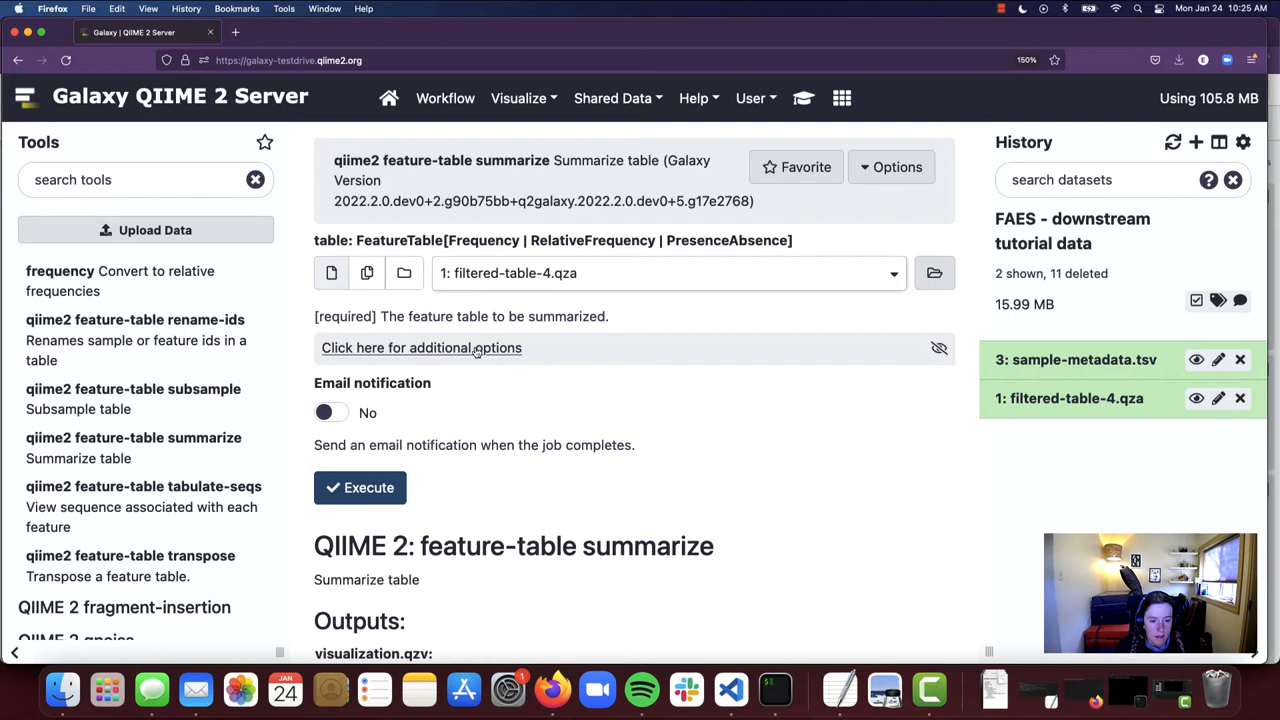 Firefox File Edit View History Bookmarks Tools Window Help Mon Jan 24 10:25 AM
Galaxy | QIIME 2 Server
https://galaxy-testdrive.qiime2.org 150%
Galaxy QIIME 2 Server Workflow Visualize Shared Data Help User Using 105.8 MB
Tools
search tools
Upload Data
frequency Convert to relative
frequencies
qiime2 feature-table rename-ids
Renames sample or feature ids in a
table
qiime2 feature-table subsample
Subsample table
qiime2 feature-table summarize
Summarize table
qiime2 feature-table tabulate-seqs
View sequence associated with each
feature
qiime2 feature-table transpose
Transpose a feature table.
QIIME 2 fragment-insertion
QIIME 2 gneiss
qiime2 feature-table summarize Summarize table (Galaxy
Version
2022.2.0.dev0+2.g90b75bb+q2galaxy.2022.2.0.dev0+5.g17e2768)
Favorite
Options
table: FeatureTable[Frequency | RelativeFrequency | PresenceAbsence]
1: filtered-table-4.qza
[required] The feature table to be summarized.
Click here for additional options
Email notification
No
Send an email notification when the job completes.
Execute
QIIME 2: feature-table summarize
Summarize table
Outputs:
visualization.qzv:
History
search datasets
FAES - downstream
tutorial data
2 shown, 11 deleted
15.99 MB
3: sample-metadata.tsv
1: filtered-table-4.qza
JAN
24
1